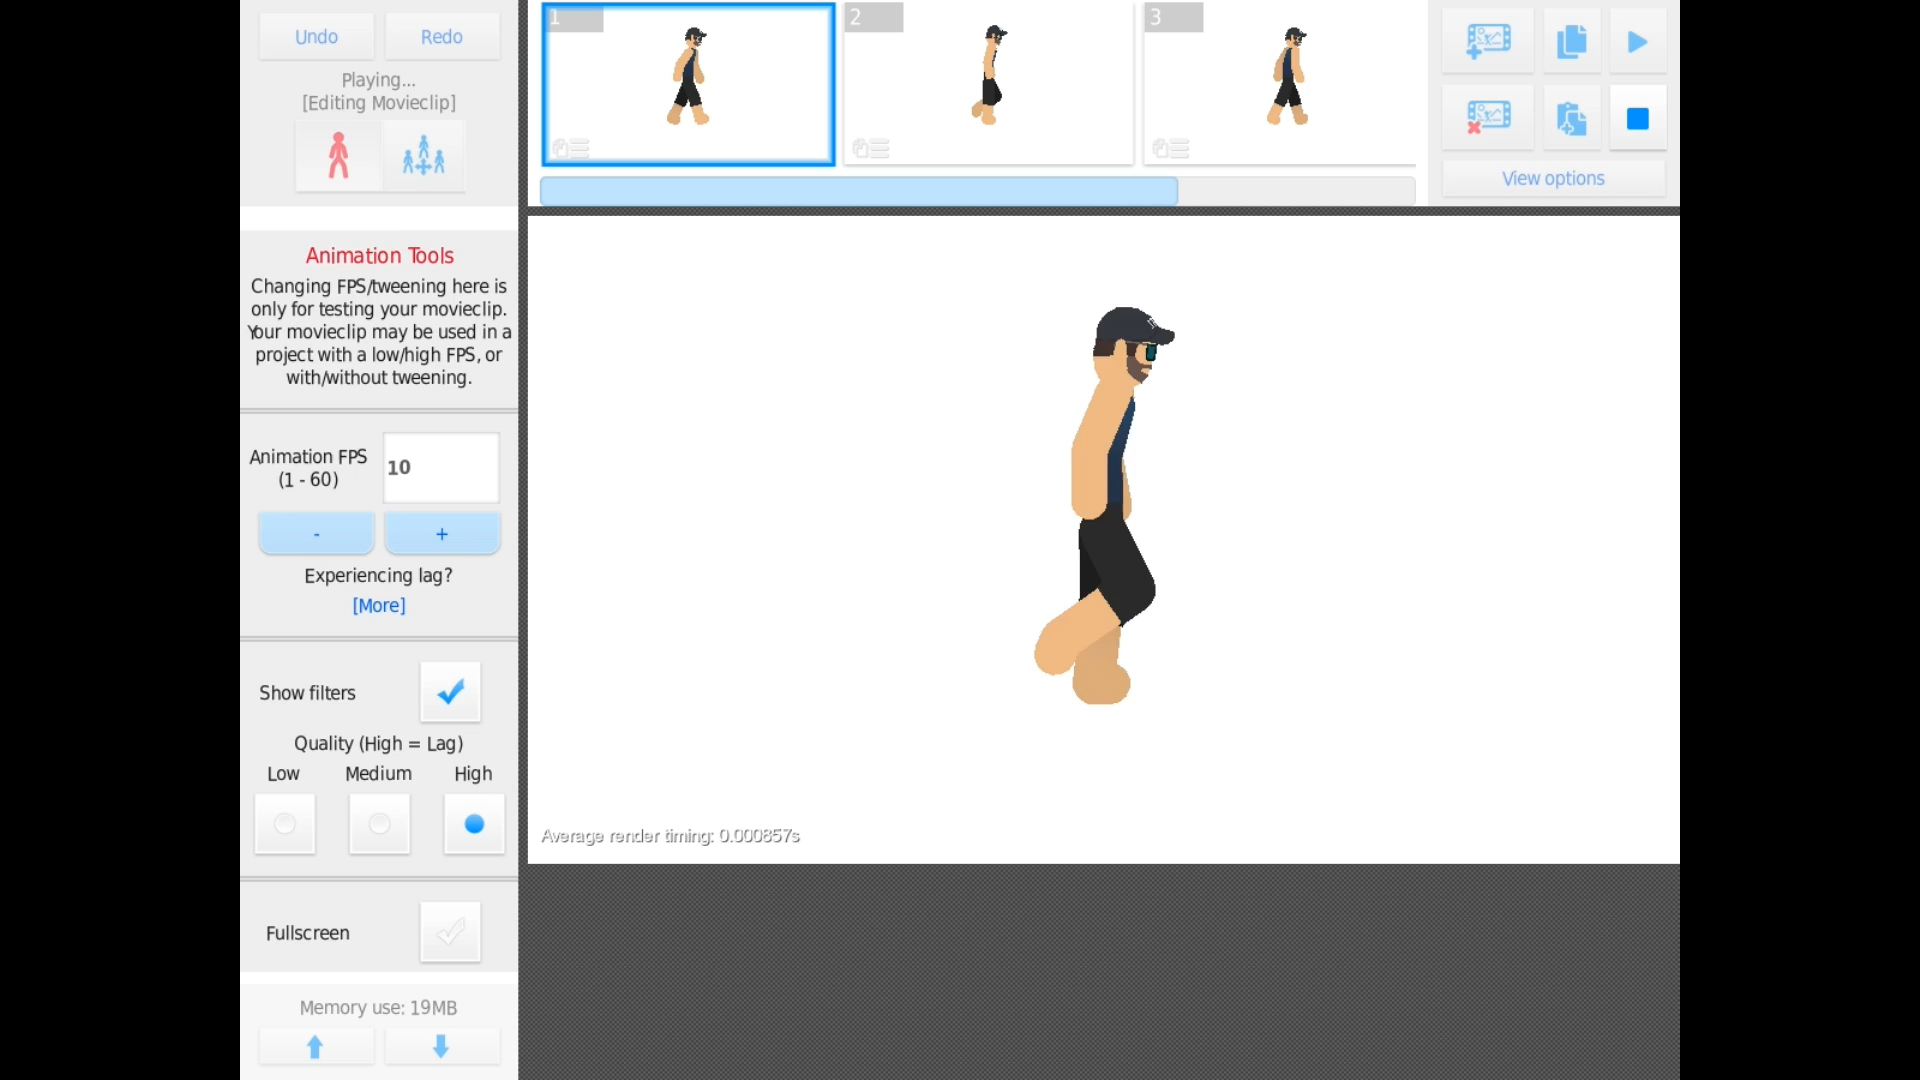 Undo
Redo
Playing...
[Editing Movieclip]
1
2
3
View options
Animation Tools
Changing FPS/tweening here is
only for testing your movieclip.
Your movieclip may be used in a
project with a low/high FPS, or
with/without tweening.
Animation FPS
(1 - 60)
10
-
+
Experiencing lag?
[More]
Show filters
Quality (High = Lag)
Low
Medium
High
Fullscreen
Memory use: 19MB
Average render timing: 0.000857s